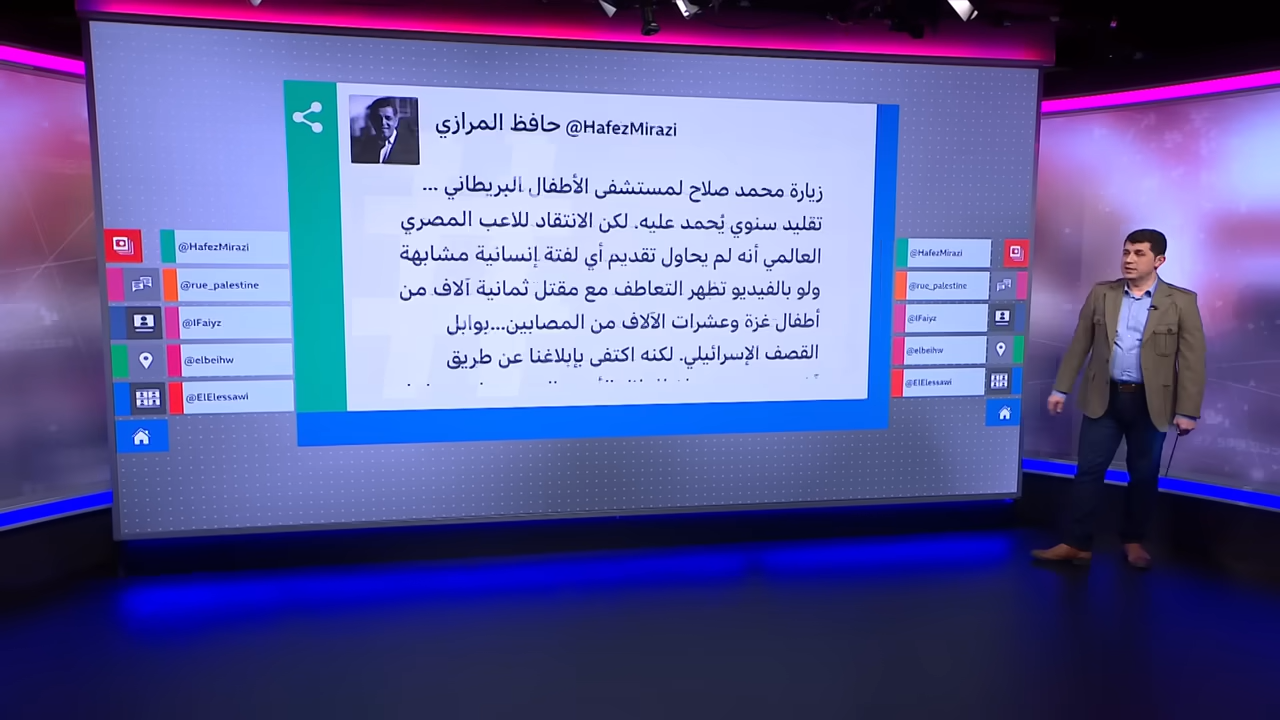 حافظ المرازي @HafezMirazi
زيارة محمد صلاح لمستشفى الأطفال البريطاني ...
تقليد سنوي يُحمد عليه. لكن الانتقاد للاعب المصري
العالمي أنه لم يحاول تقديم أي لفتة إنسانية مشابهة
ولو بالفيديو تظهر التعاطف مع مقتل ثمانية آلاف من
أطفال غزة وعشرات الآلاف من المصابين...بوابل
القصف الإسرائيلي. لكنه اكتفى بإبلاغنا عن طريق
@HafezMirazi
@rue_palestine
@IFaiyz
@elbeihw
@ElElessawi
@HafezMirazi
@rue_palestine
@IFaiyz
@elbeihw
@ElElessawi